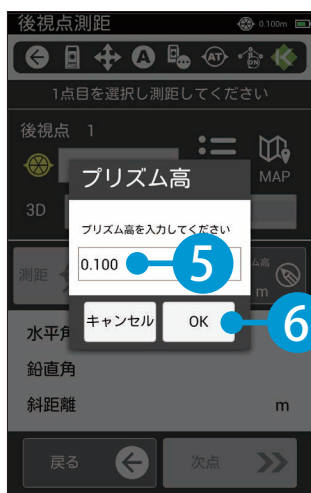 後視点測距 0.100m
1点目を選択し測距してください
後視点 1
MAP
プリズム高
3D
プリズム高を入力してください
0.100 5
測距 ム高
m
キャンセル OK 6
水平角
鉛直角
斜距離 m
戻る 次点